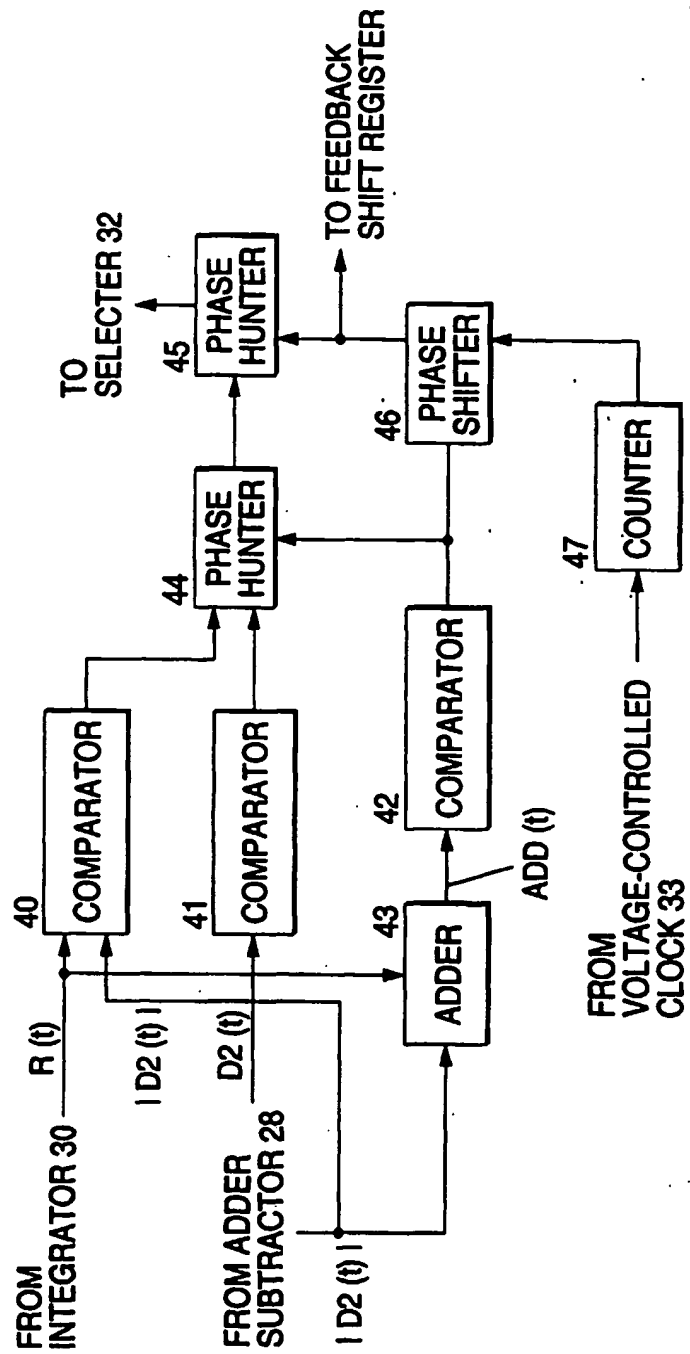 FROM
INTEGRATOR 30
R (t)
| D2 (t) |
FROM ADDER
SUBTRACTOR 28
D2 (t)
| D2 (t) |
40
COMPARATOR
41
COMPARATOR
43
ADDER
ADD (t)
42
COMPARATOR
44
PHASE
HUNTER
45
PHASE
HUNTER
TO
SELECTER 32
46
PHASE
SHIFTER
TO FEEDBACK
SHIFT REGISTER
47
COUNTER
FROM
VOLTAGE-CONTROLLED
CLOCK 33